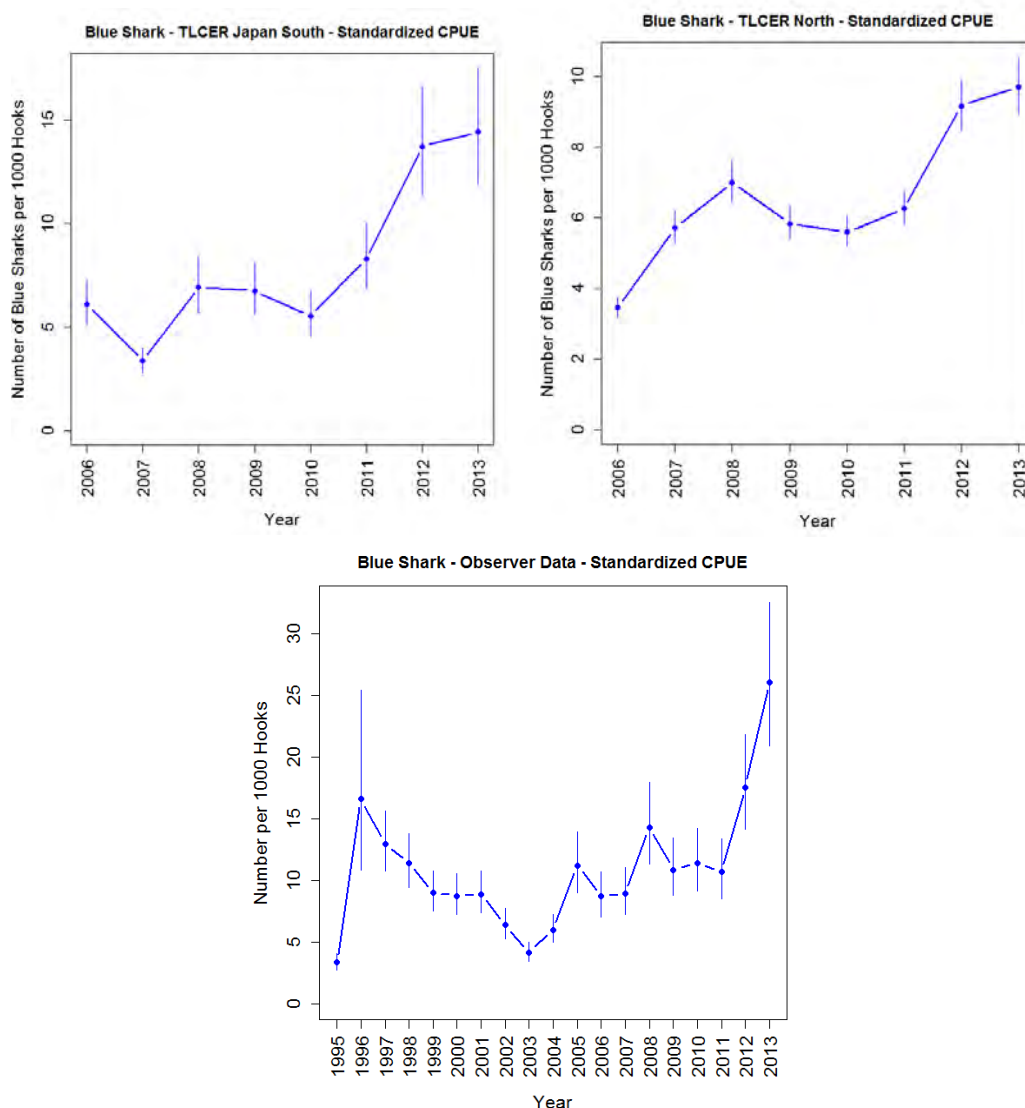 Blue Shark - TLCER Japan South - Standardized CPUE
Number of Blue Sharks per 1000 Hooks
15
10
5
0
2006 2007 2008 2009 2010 2011 2012 2013
Year
Blue Shark - TLCER North - Standardized CPUE
Number of Blue Sharks per 1000 Hooks
10
8
6
4
2
0
2006 2007 2008 2009 2010 2011 2012 2013
Year
Blue Shark - Observer Data - Standardized CPUE
Number per 1000 Hooks
30
25
20
15
10
5
0
1995 1996 1997 1998 1999 2000 2001 2002 2003 2004 2005 2006 2007 2008 2009 2010 2011 2012 2013
Year